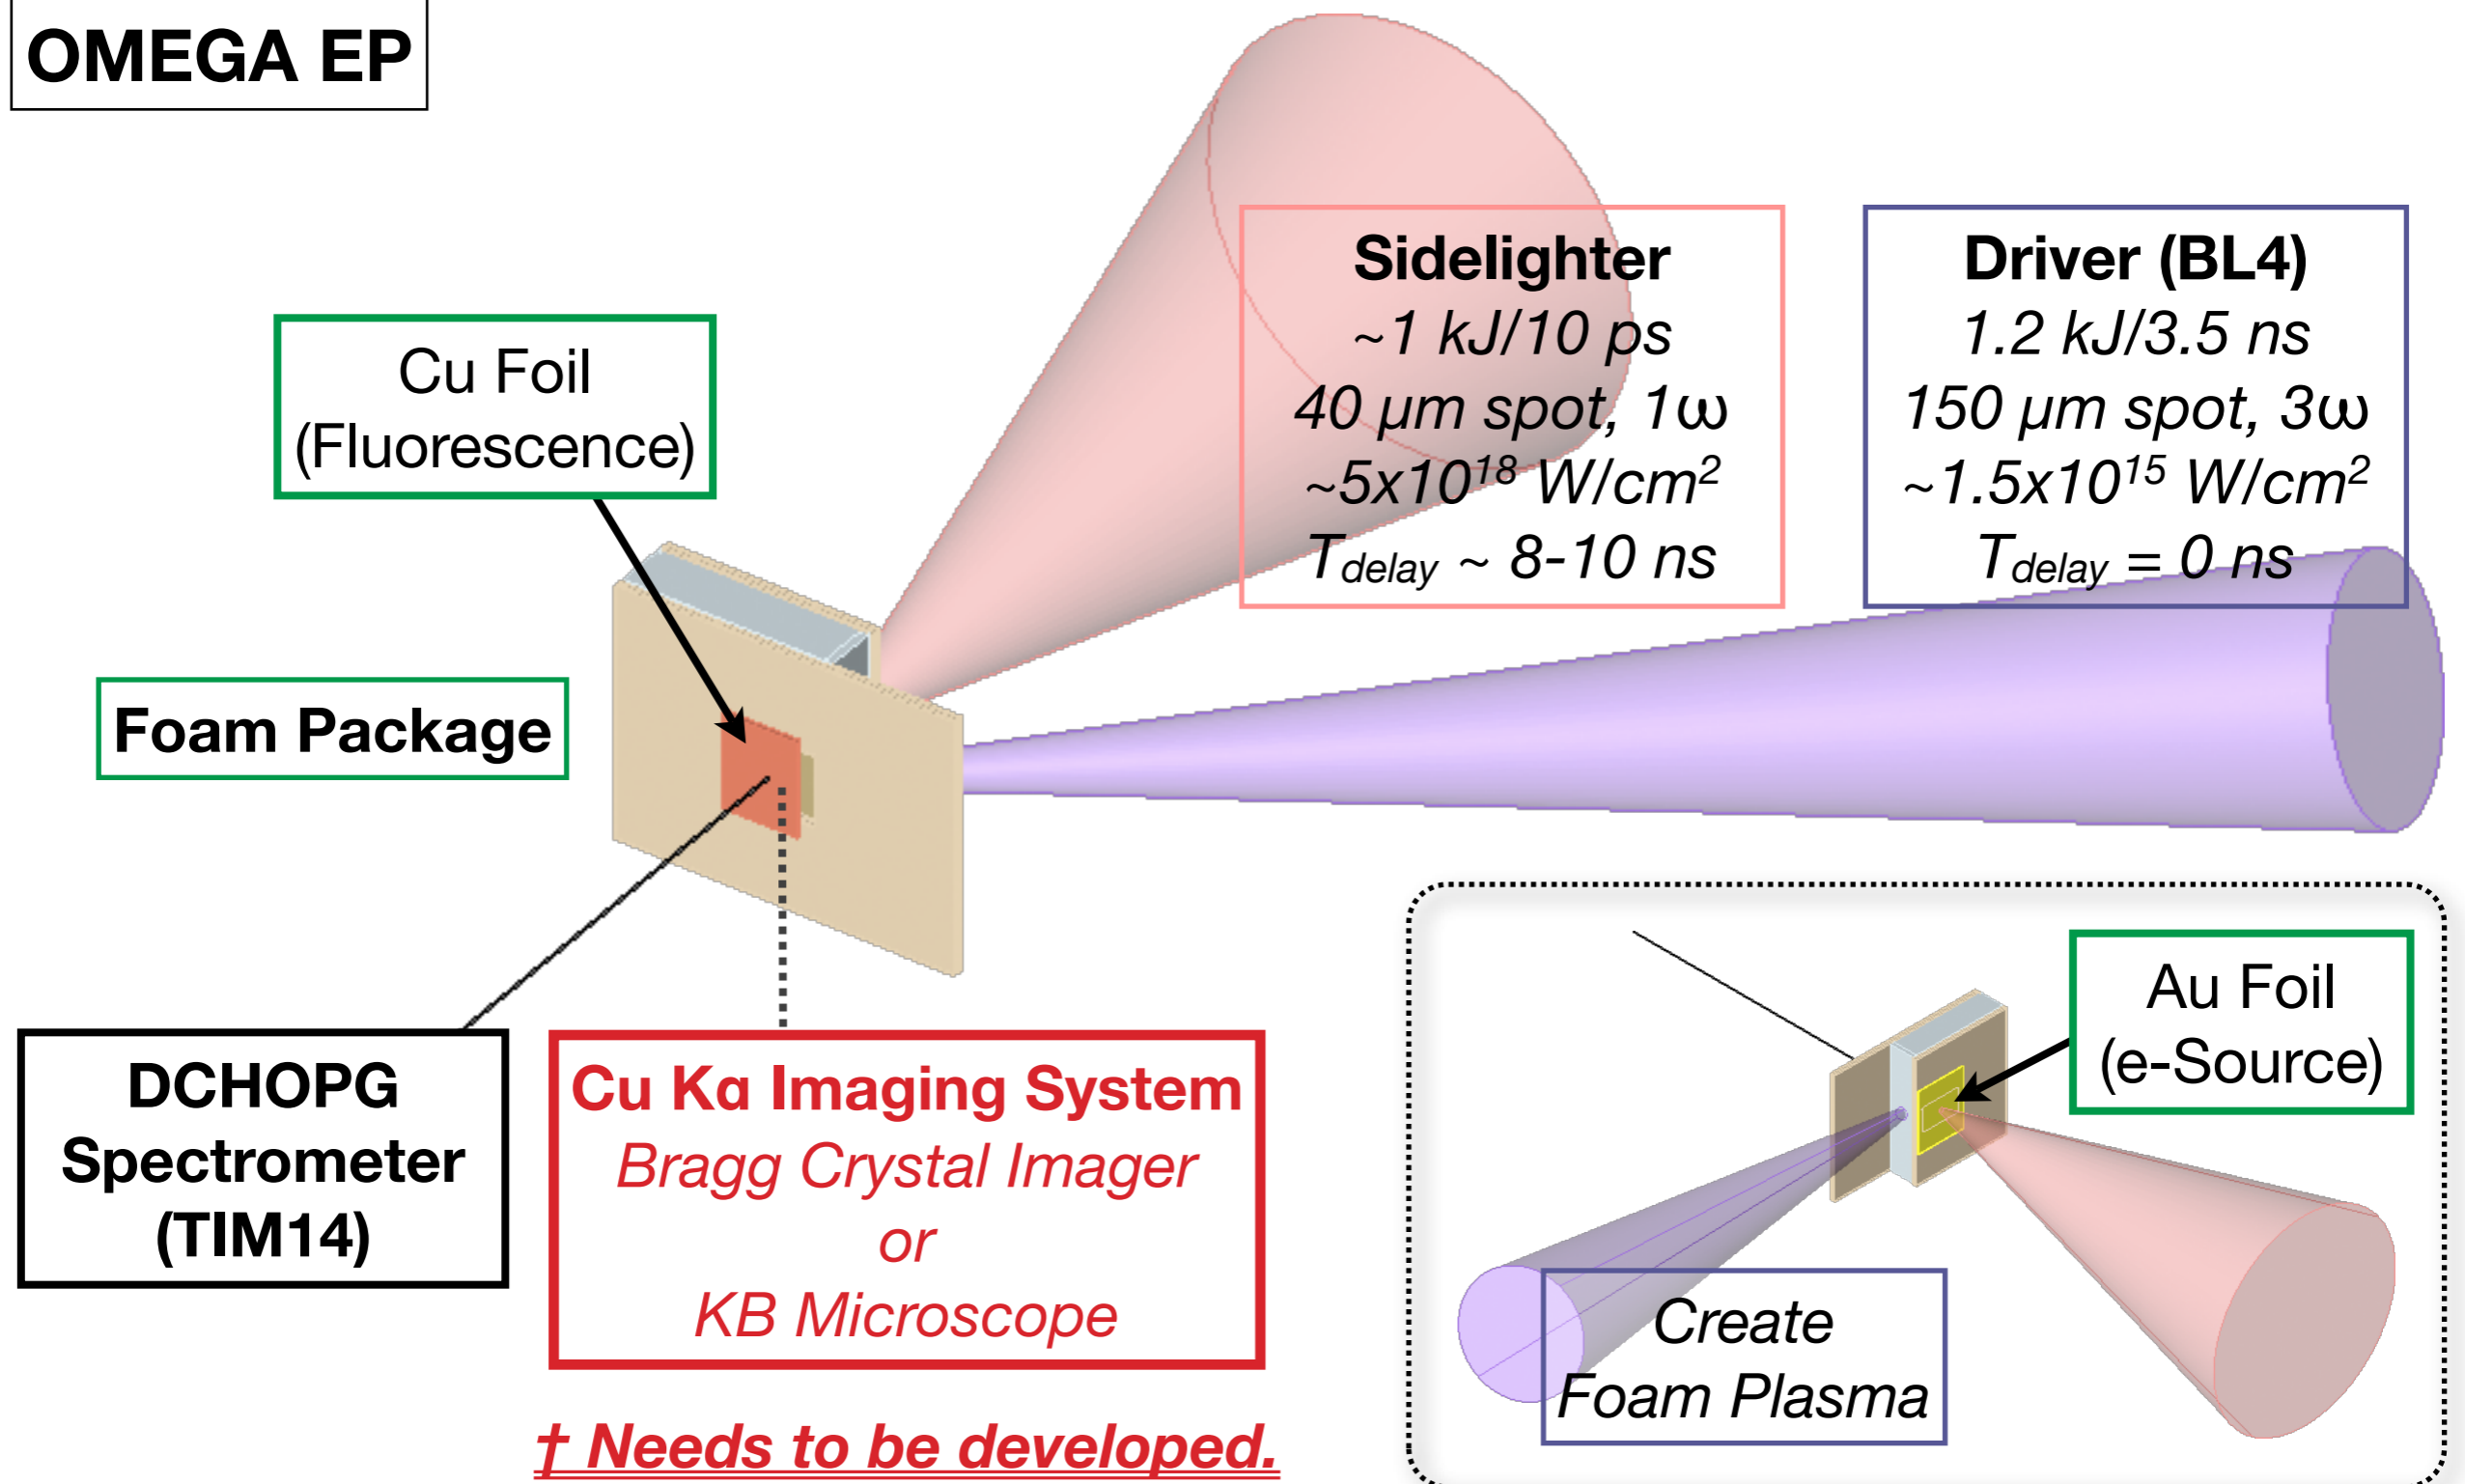 OMEGA EP
Sidelighter
~1 kJ/10 ps
40 µm spot, 1ω
~5x10¹⁸ W/cm²
Tdelay ~ 8-10 ns
Driver (BL4)
1.2 kJ/3.5 ns
150 µm spot, 3ω
~1.5x10¹⁵ W/cm²
Tdelay = 0 ns
Cu Foil
(Fluorescence)
Foam Package
DCHOPG
Spectrometer
(TIM14)
Cu Kα Imaging System
Bragg Crystal Imager
or
KB Microscope
† Needs to be developed.
Au Foil
(e-Source)
Create
Foam Plasma